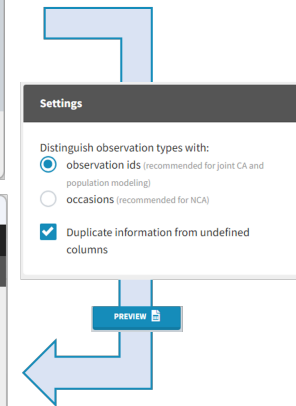 Settings
Distinguish observation types with:
observation ids (recommended for joint CA and
population modeling)
occasions (recommended for NCA)
Duplicate information from undefined
columns
PREVIEW